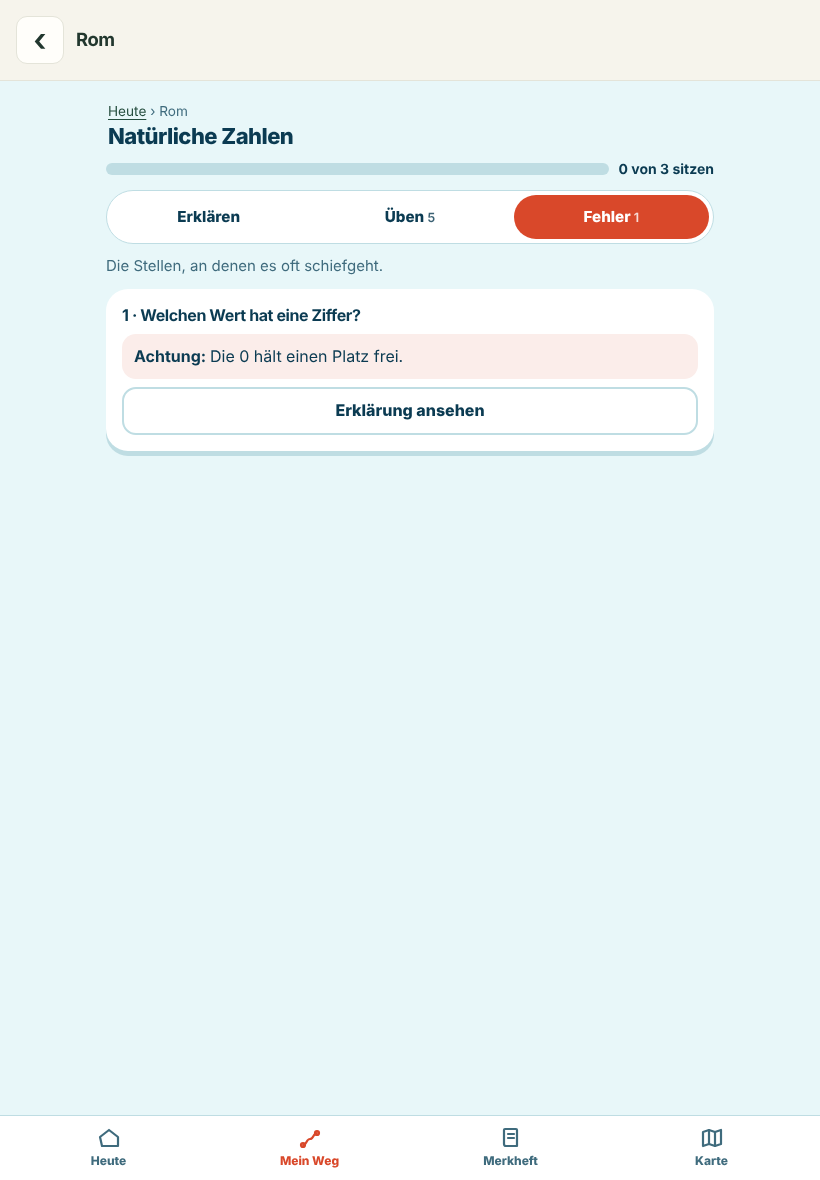 Rom
Heute › Rom
Natürliche Zahlen
0 von 3 sitzen
Erklären
Üben 5
Fehler 1
Die Stellen, an denen es oft schiefgeht.
1 · Welchen Wert hat eine Ziffer?
Achtung: Die 0 hält einen Platz frei.
Erklärung ansehen
Heute
Mein Weg
Merkheft
Karte